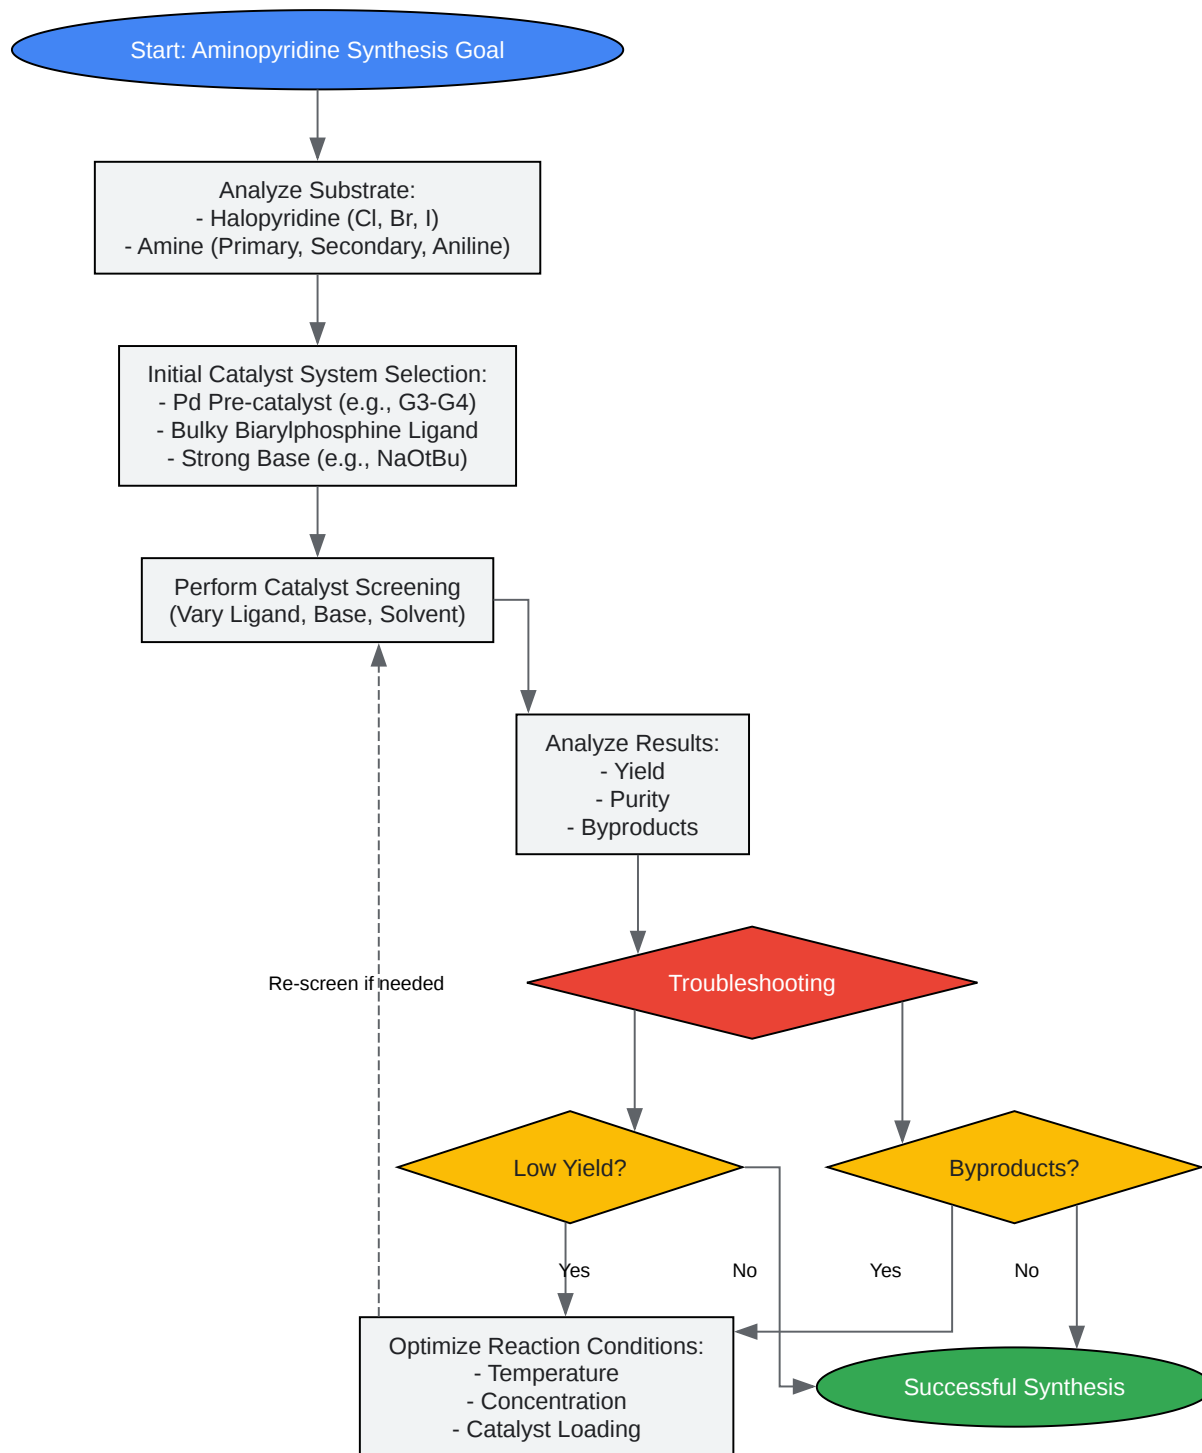 Start: Aminopyridine Synthesis Goal
Analyze Substrate:
- Halopyridine (Cl, Br, I)
- Amine (Primary, Secondary, Aniline)
Initial Catalyst System Selection:
- Pd Pre-catalyst (e.g., G3-G4)
- Bulky Biarylphosphine Ligand
- Strong Base (e.g., NaOtBu)
Perform Catalyst Screening
(Vary Ligand, Base, Solvent)
Analyze Results:
- Yield
- Purity
- Byproducts
Re-screen if needed
Troubleshooting
Low Yield?
Byproducts?
Yes
No
Yes
No
Optimize Reaction Conditions:
- Temperature
- Concentration
- Catalyst Loading
Successful Synthesis